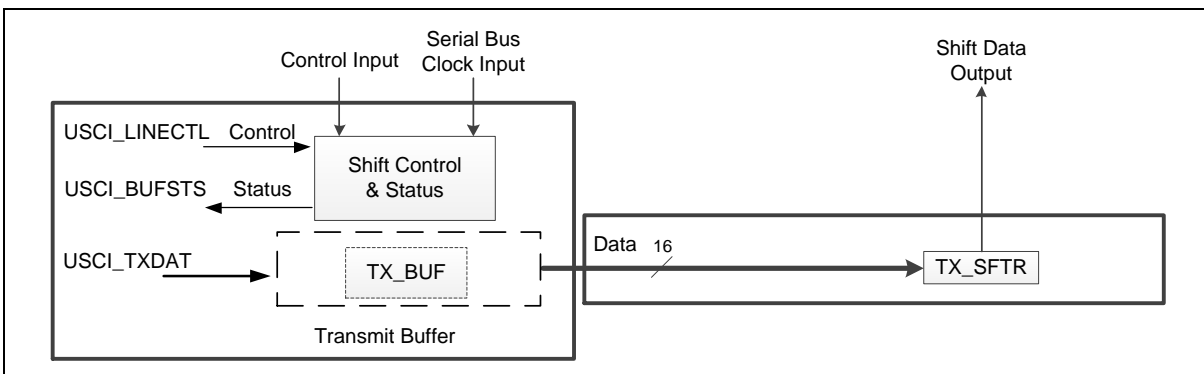 Control Input
Serial Bus
Clock Input
Shift Data
Output
USCI_LINECTL Control
Shift Control
& Status
USCI_BUFSTS Status
USCI_TXDAT
TX_BUF
Transmit Buffer
Data 16
TX_SFTR